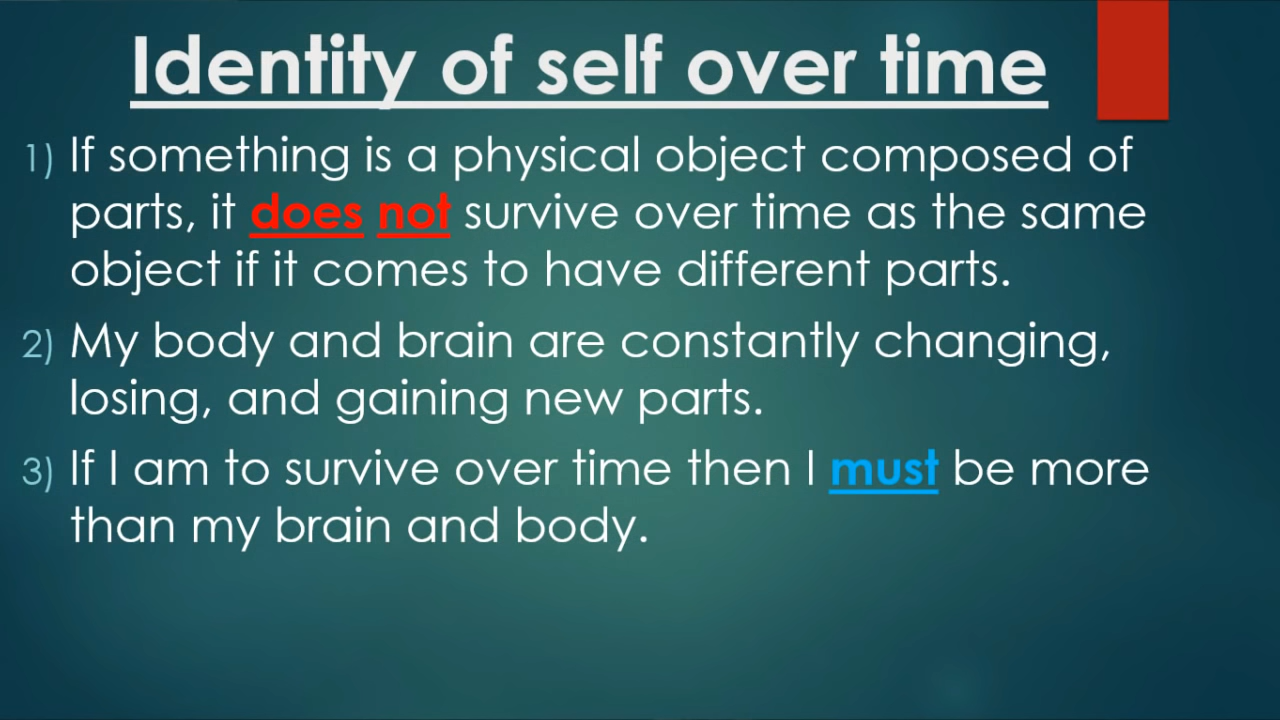 Identity of self over time
1) If something is a physical object composed of
parts, it does not survive over time as the same
object if it comes to have different parts.
2) My body and brain are constantly changing,
losing, and gaining new parts.
3) If I am to survive over time then I must be more
than my brain and body.